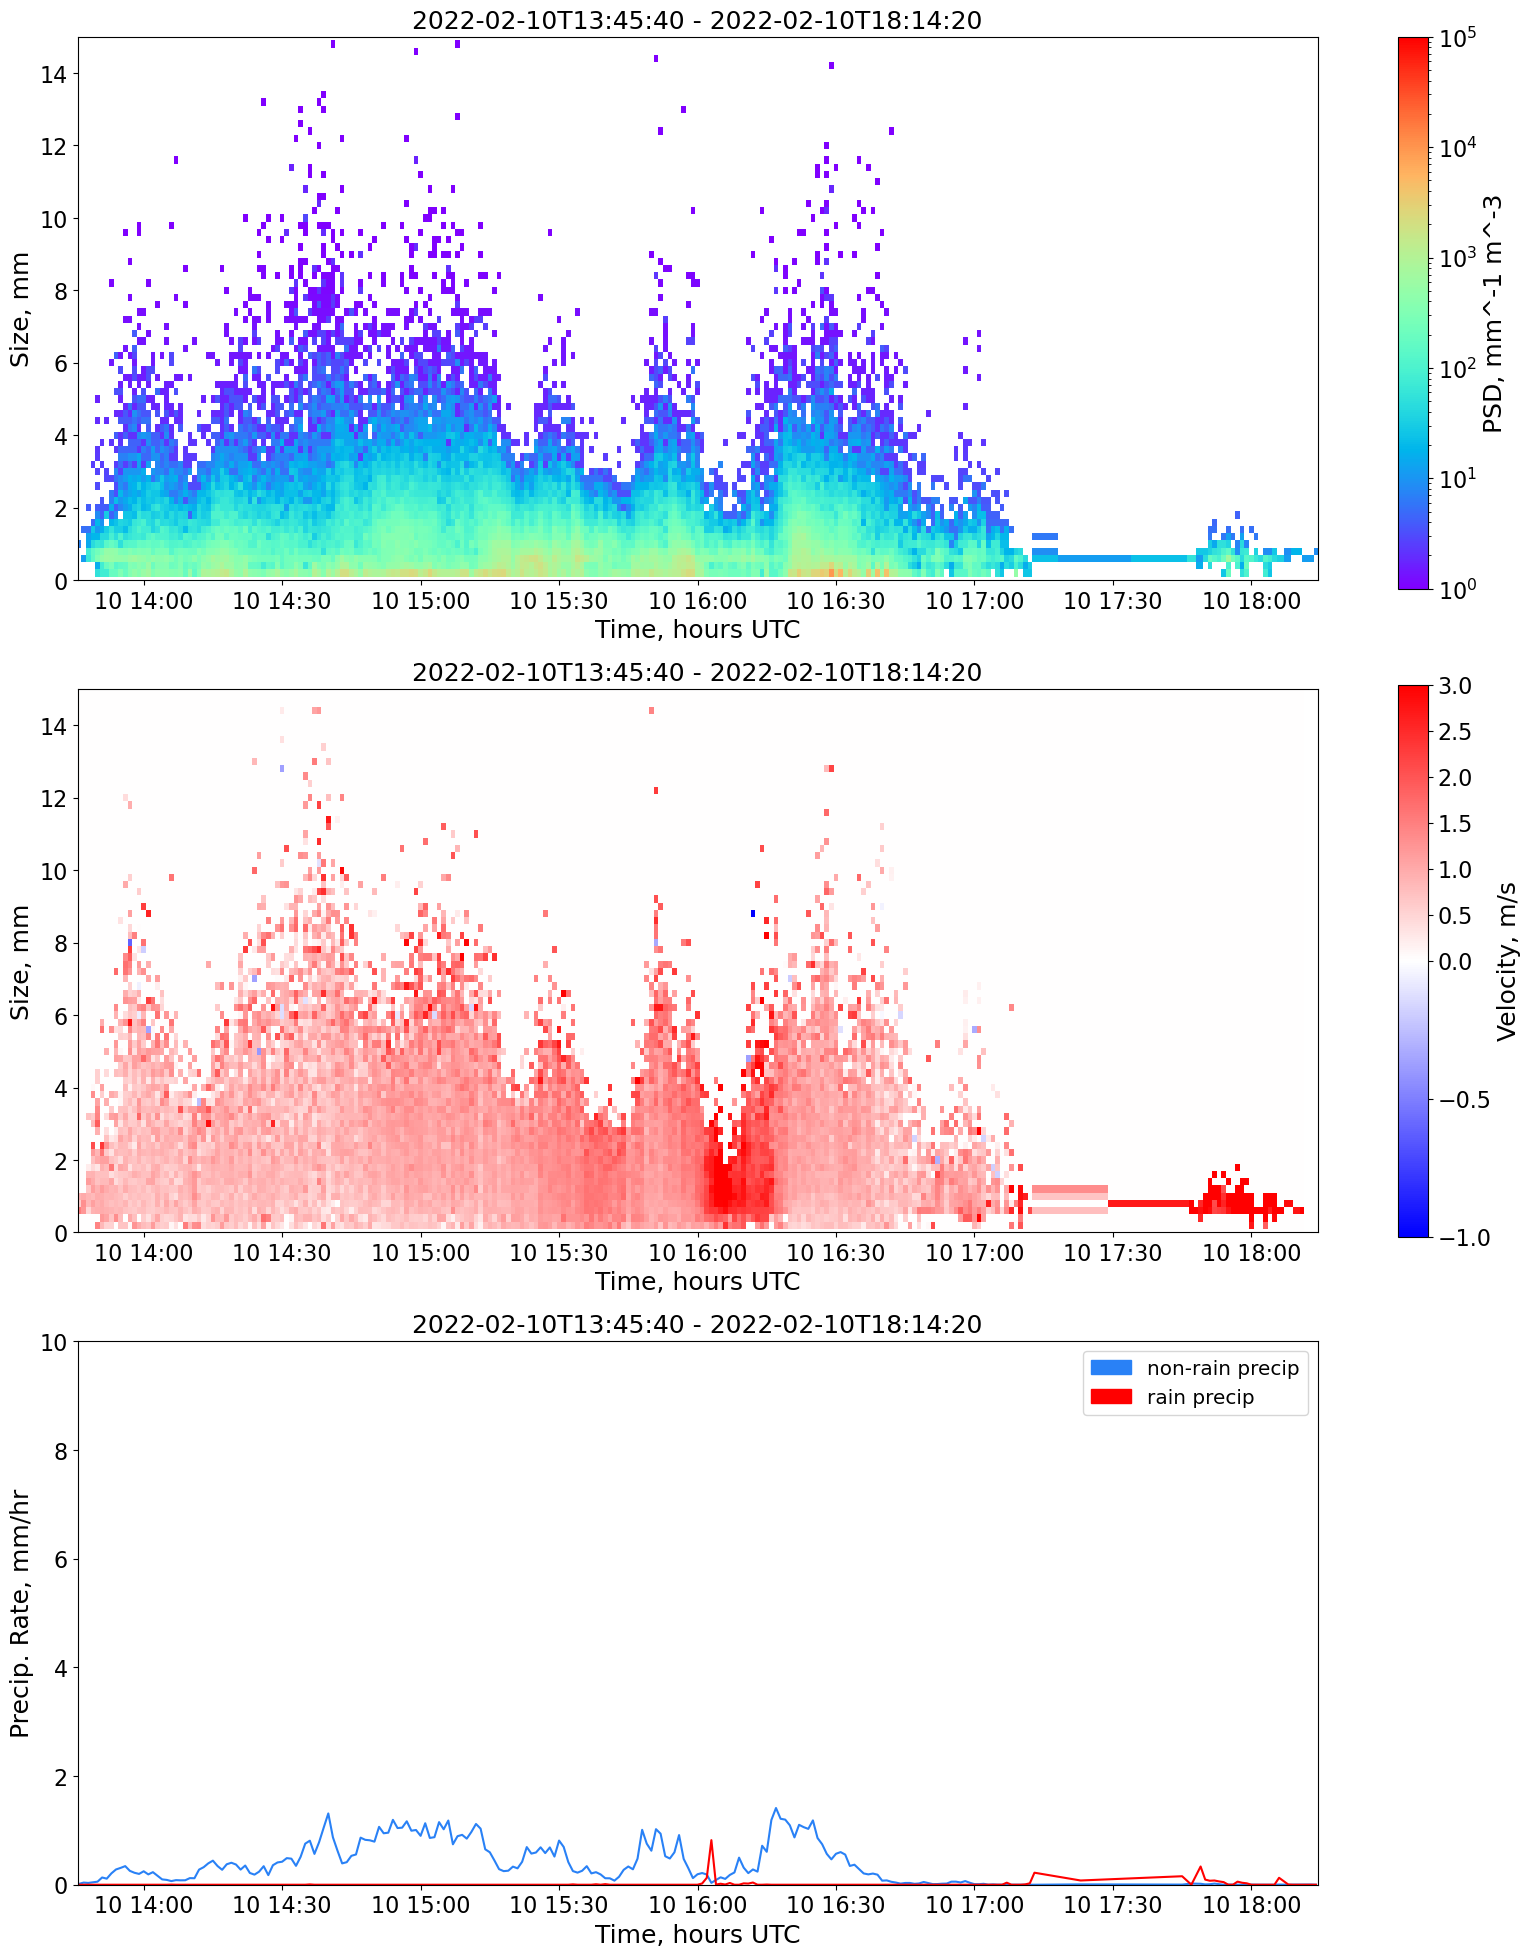 2022-02-10T13:45:40 - 2022-02-10T18:14:20
14
12
10
8
6
4
2
0
Size, mm
10 14:00 10 14:30 10 15:00 10 15:30 10 16:00 10 16:30 10 17:00 10 17:30 10 18:00
Time, hours UTC
10^5
10^4
10^3
10^2
10^1
10^0
PSD, mm^-1 m^-3
2022-02-10T13:45:40 - 2022-02-10T18:14:20
14
12
10
8
6
4
2
0
Size, mm
10 14:00 10 14:30 10 15:00 10 15:30 10 16:00 10 16:30 10 17:00 10 17:30 10 18:00
Time, hours UTC
3.0
2.5
2.0
1.5
1.0
0.5
0.0
−0.5
−1.0
Velocity, m/s
2022-02-10T13:45:40 - 2022-02-10T18:14:20
10
8
6
4
2
0
Precip. Rate, mm/hr
non-rain precip
rain precip
10 14:00 10 14:30 10 15:00 10 15:30 10 16:00 10 16:30 10 17:00 10 17:30 10 18:00
Time, hours UTC